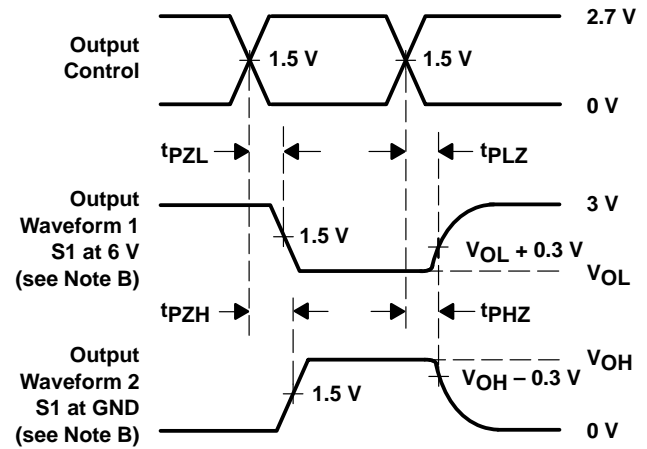 2.7 V
Output
Control
1.5 V
1.5 V
0 V
tPZL
tPLZ
Output
Waveform 1
S1 at 6 V
(see Note B)
3 V
1.5 V
VOL + 0.3 V
VOL
tPZH
tPHZ
Output
Waveform 2
S1 at GND
(see Note B)
VOH
1.5 V
VOH – 0.3 V
0 V